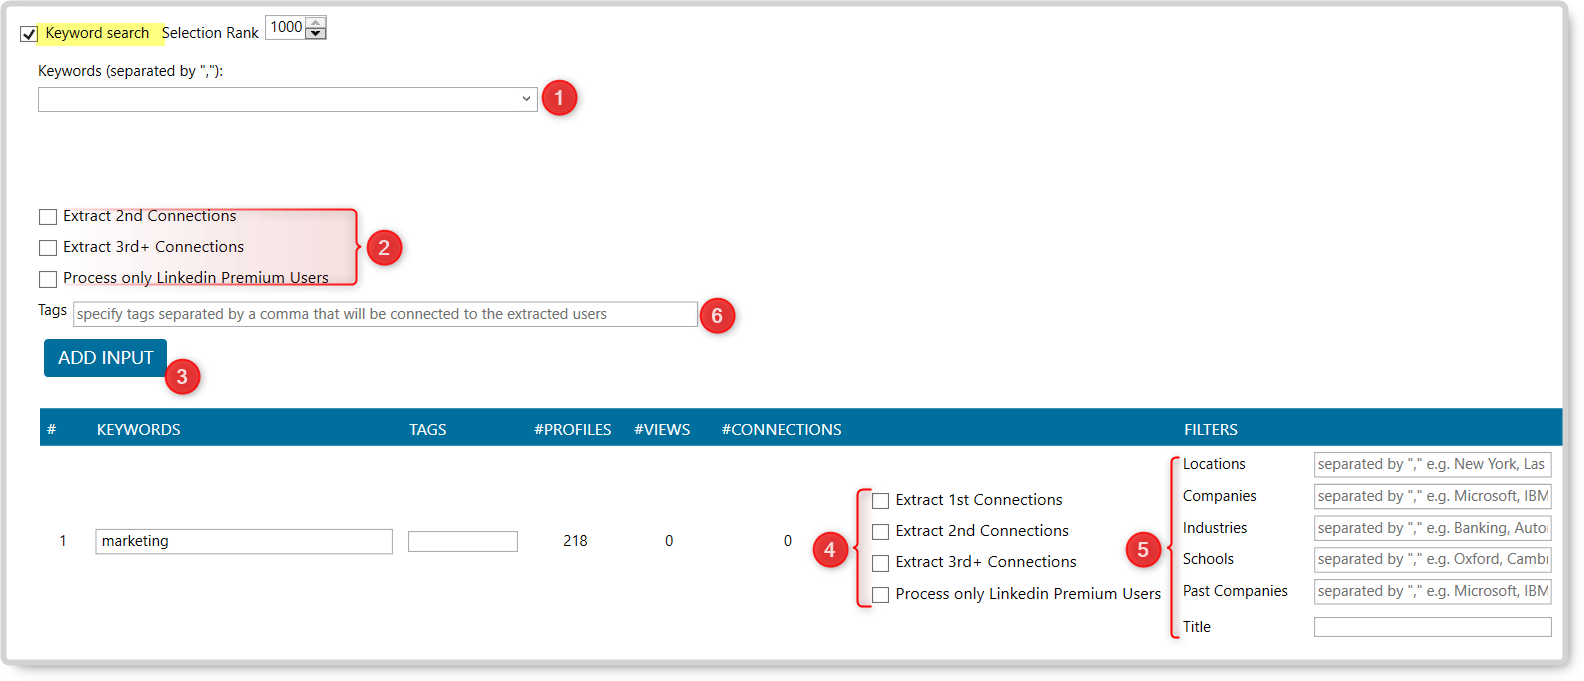 Keyword search Selection Rank 1000
Keywords (separated by ","):
1
Extract 2nd Connections
Extract 3rd+ Connections
2
Process only Linkedin Premium Users
Tags specify tags separated by a comma that will be connected to the extracted users 6
ADD INPUT
3
# KEYWORDS TAGS #PROFILES #VIEWS #CONNECTIONS FILTERS
1 marketing 218 0 0
4
Extract 1st Connections
Extract 2nd Connections
Extract 3rd+ Connections
Process only Linkedin Premium Users
5
Locations separated by "," e.g. New York, Las
Companies separated by "," e.g. Microsoft, IBM
Industries separated by "," e.g. Banking, Auto
Schools separated by "," e.g. Oxford, Camb
Past Companies separated by "," e.g. Microsoft, IBM
Title